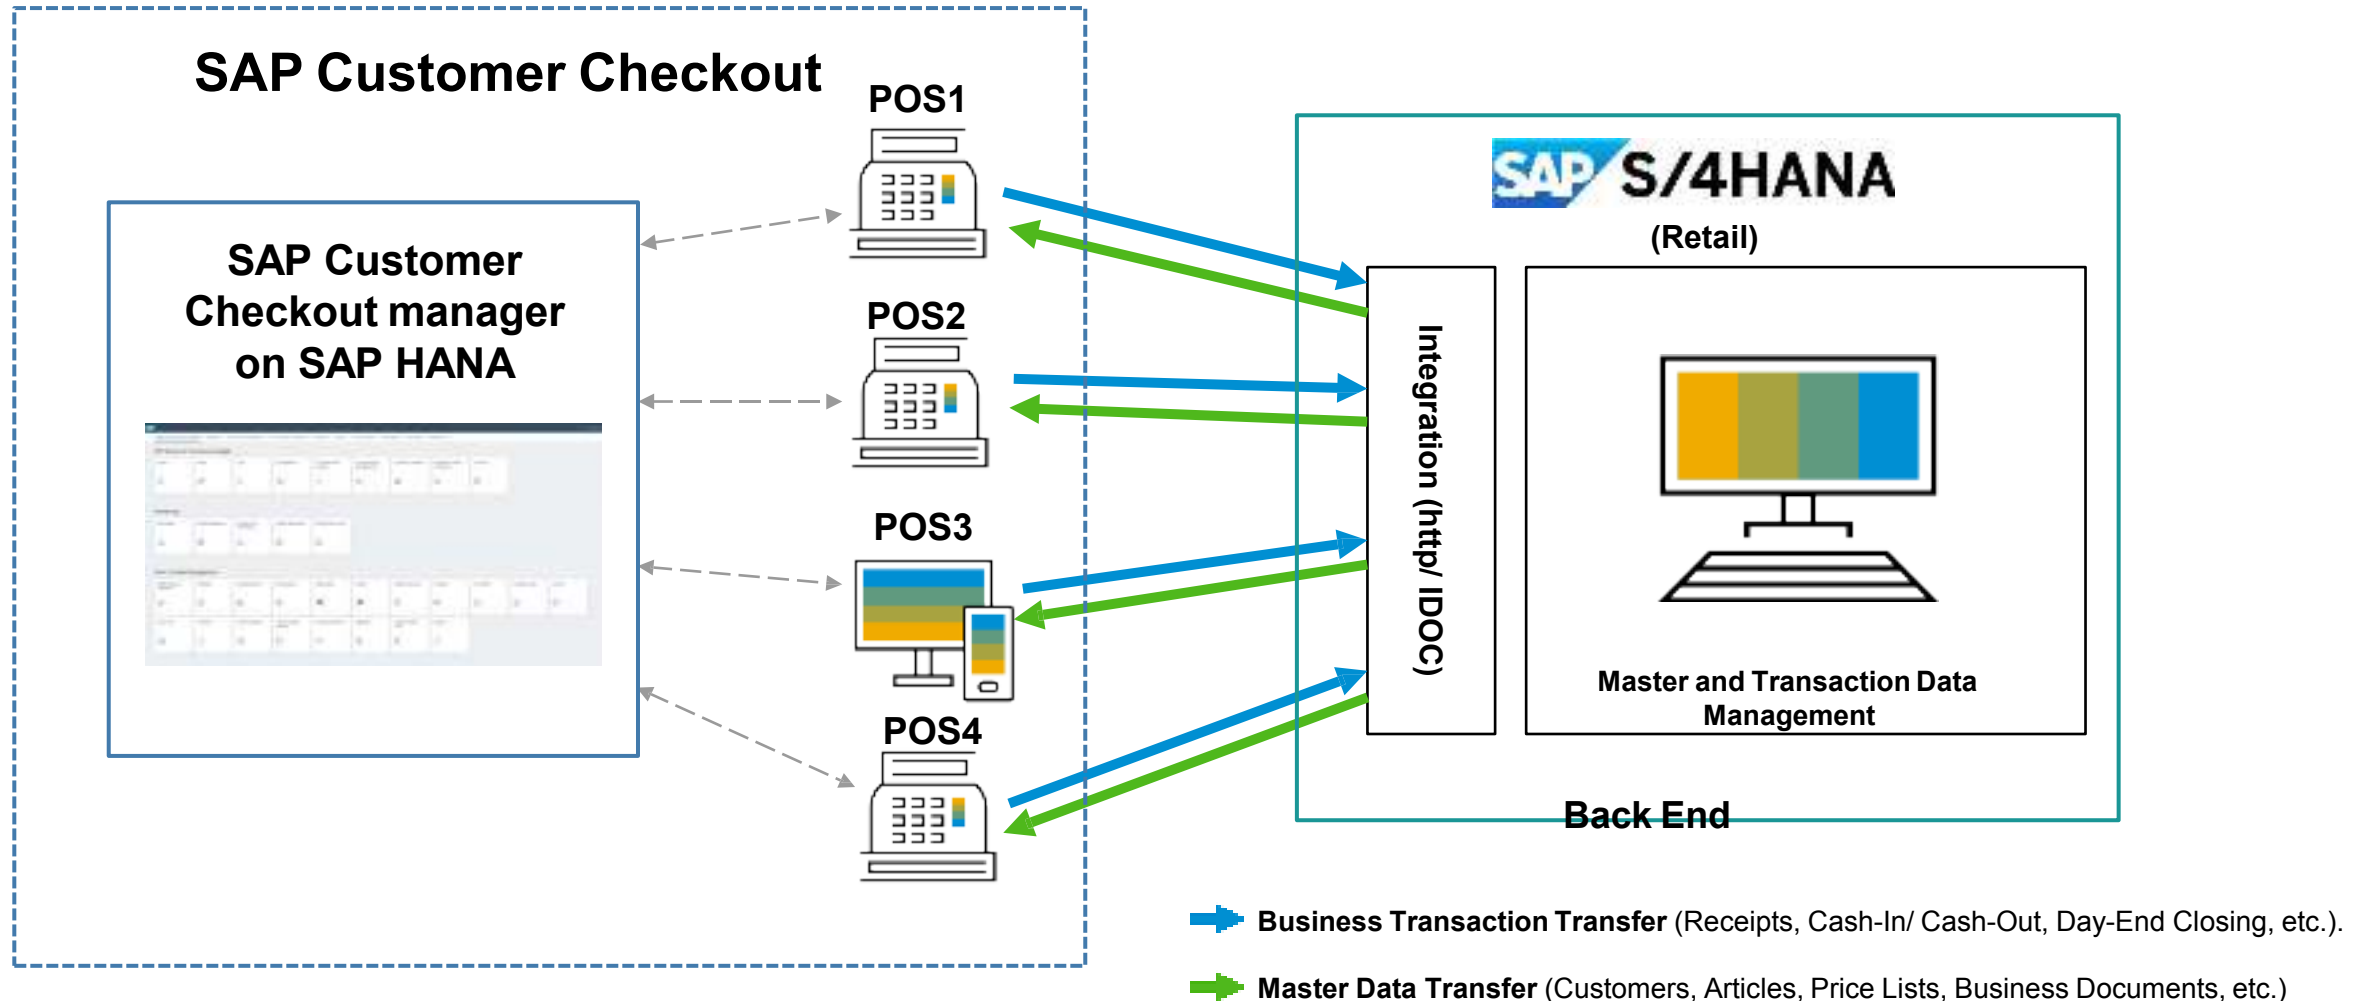 SAP Customer Checkout
POS1
SAP S/4HANA
(Retail)
SAP Customer
Checkout manager
on SAP HANA
POS2
Integration (http/ IDOC)
POS3
Master and Transaction Data
Management
POS4
Back End
Business Transaction Transfer (Receipts, Cash-In/ Cash-Out, Day-End Closing, etc.).
Master Data Transfer (Customers, Articles, Price Lists, Business Documents, etc.)